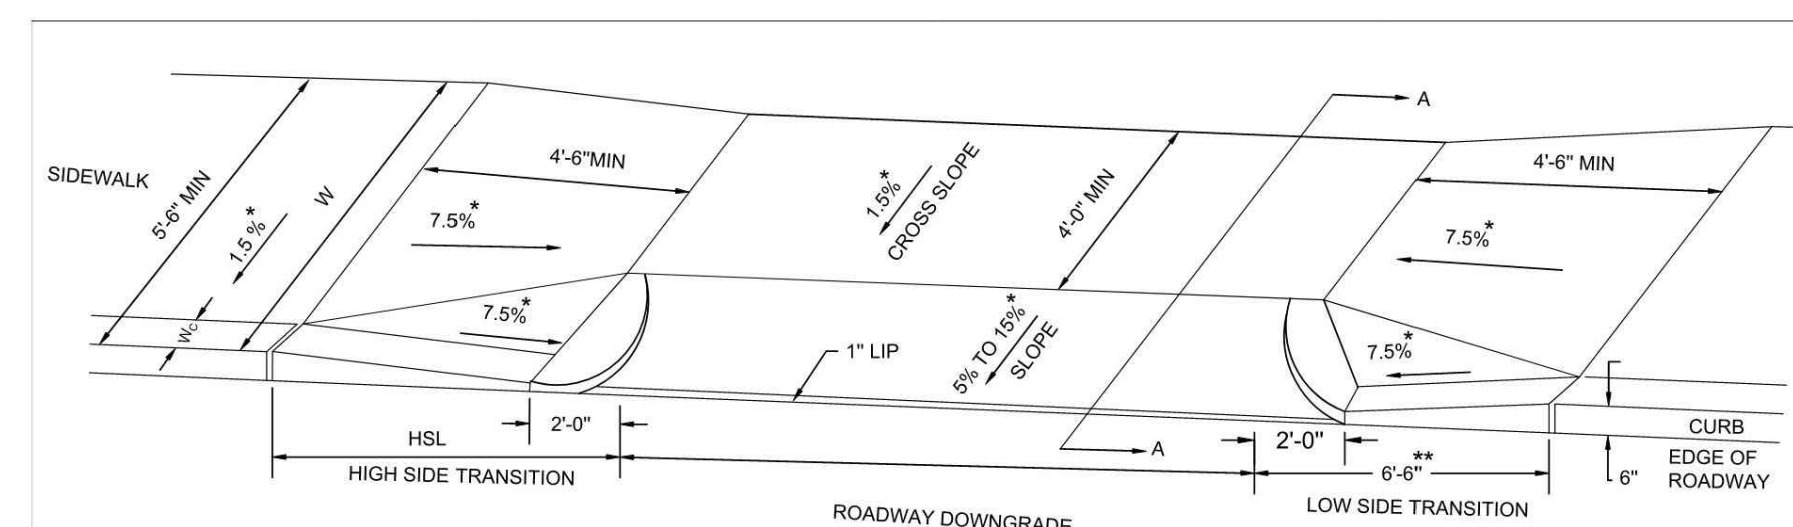 A
SIDEWALK
5'-6" MIN
1.5 %*
W
WC
4'-6"MIN
7.5%*
7.5%*
1.5%*
CROSS SLOPE
4'-0" MIN
4'-6" MIN
7.5%*
7.5%*
1" LIP
5% TO 15%*
SLOPE
2'-0"
HSL
HIGH SIDE TRANSITION
A
2'-0"
6'-6"**
LOW SIDE TRANSITION
CURB
EDGE OF
ROADWAY
6"
ROADWAY DOWNGRADE